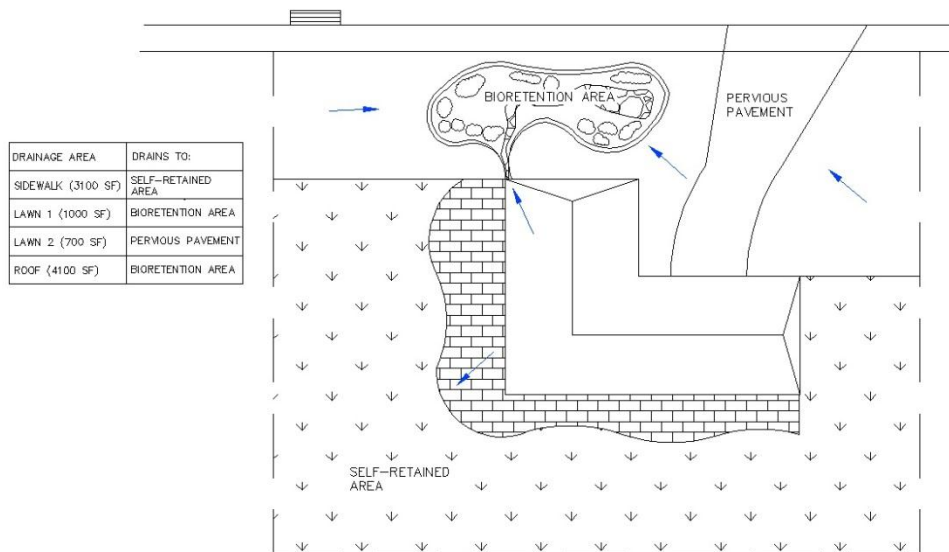 BIORETENTION AREA
PERVIOUS
PAVEMENT
DRAINAGE AREA DRAINS TO:
SIDEWALK (3100 SF) SELF-RETAINED
AREA
LAWN 1 (1000 SF) BIORETENTION AREA
LAWN 2 (700 SF) PERVIOUS PAVEMENT
ROOF (4100 SF) BIORETENTION AREA
SELF-RETAINED
AREA